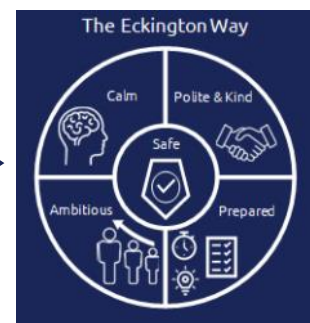 The Eckington Way
Calm
Polite & Kind
Safe
Ambitious
Prepared